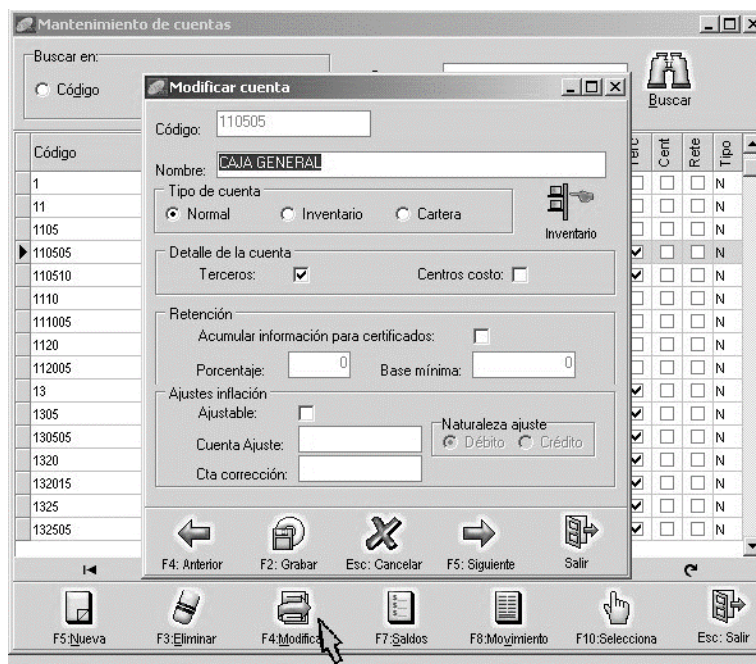 Mantenimiento de cuentas
Buscar en:
Código
Buscar
Modificar cuenta
Código: 110505
Nombre: CAJA GENERAL
Tipo de cuenta
Normal Inventario Cartera
Inventario
Detalle de la cuenta
Terceros: Centros costo:
Retención
Acumular información para certificados:
Porcentaje: 0 Base mínima: 0
Ajustes inflación
Ajustable:
Naturaleza ajuste
Cuenta Ajuste: Débito Crédito
Cta corrección:
F4: Anterior F2: Grabar Esc: Cancelar F5: Siguiente Salir
Código Cent Rete Tipo
1 N
11 N
1105 N
110505 N
110510 N
1110 N
111005 N
1120 N
112005 N
13 N
1305 N
130505 N
1320 N
132015 N
1325 N
132505 N
F5:Nueva F3:Eliminar F4:Modifica F7:Saldos F8:Movimiento F10:Selecciona Esc: Salir